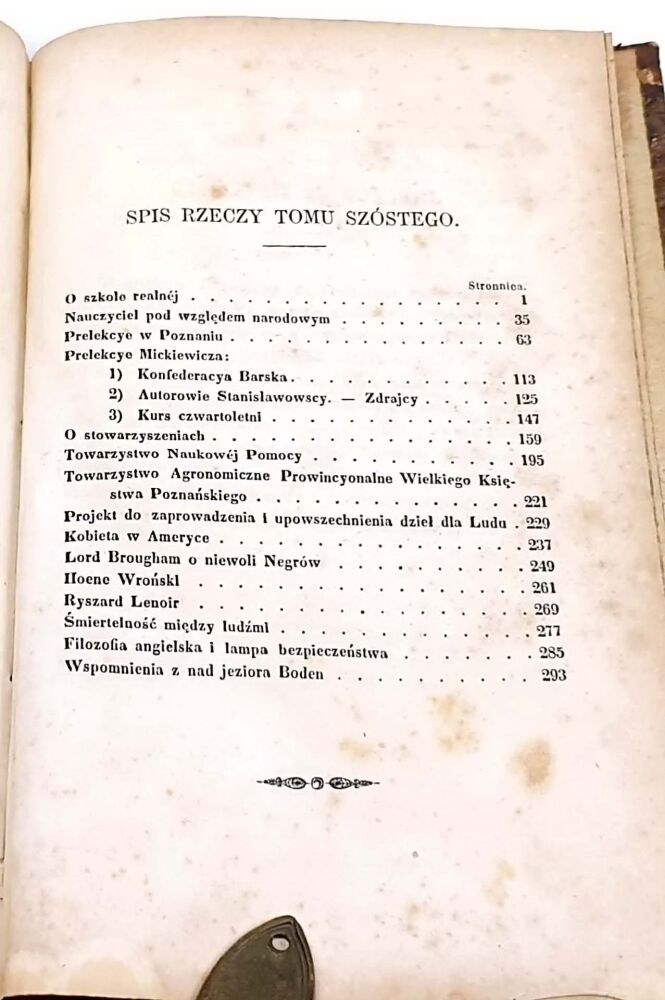 SPIS RZECZY TOMU SZÓSTEGO.
Stronnica.
O szkole realnéj . . . . . . . . . . . . . . . . . . . 1
Nauczyciel pod względem narodowym . . . . . . . . . 35
Prelekcye w Poznaniu . . . . . . . . . . . . . . . . 63
Prelekcye Mickiewicza:
1) Konfederacya Barska . . . . . . . . . . . . 113
2) Autorowie Stanisławowscy. — Zdrajcy . . . . . 125
3) Kurs czwartoletni . . . . . . . . . . . . . 147
O stowarzyszeniach . . . . . . . . . . . . . . . . . 159
Towarzystwo Naukowéj Pomocy . . . . . . . . . . . 195
Towarzystwo Agronomiczne Prowincyonalne Wielkiego Księ-
stwa Poznańskiego . . . . . . . . . . . . . . 221
Projekt do zaprowadzenia i upowszechnienia dzieł dla Ludu . 229
Kobieta w Ameryce . . . . . . . . . . . . . . . . 237
Lord Brougham o niewoli Negrów . . . . . . . . . . 249
Hoene Wroński . . . . . . . . . . . . . . . . . . 261
Ryszard Lenoir . . . . . . . . . . . . . . . . . . 269
Śmiertelność między ludźmi . . . . . . . . . . . . . 277
Filozofia angielska i lampa bezpieczeństwa . . . . . . . 285
Wspomnienia z nad jeziora Boden . . . . . . . . . . 293